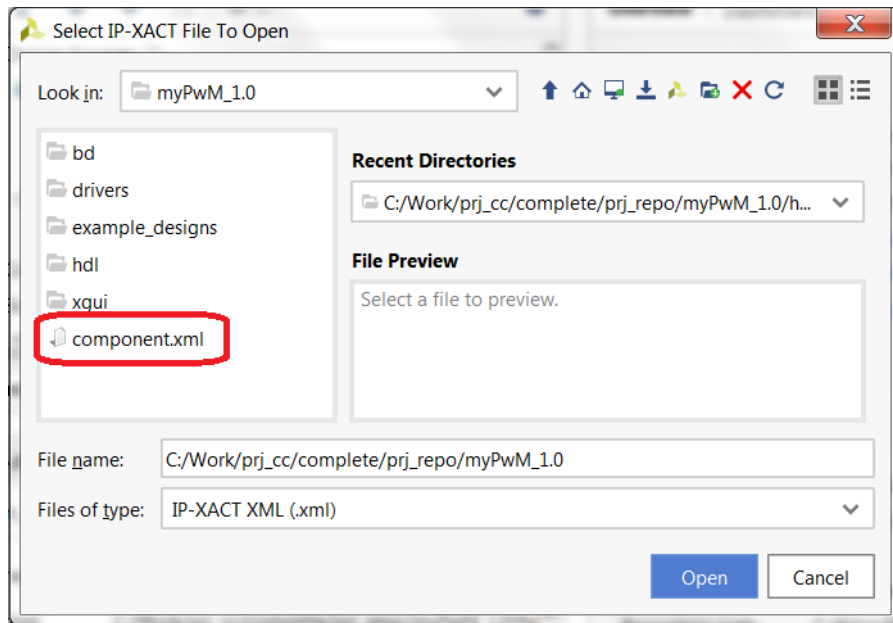 Select IP-XACT File To Open
Look in: myPwM_1.0
bd
drivers
example_designs
hdl
xgui
component.xml
Recent Directories
C:/Work/prj_cc/complete/prj_repo/myPwM_1.0/h...
File Preview
Select a file to preview.
File name: C:/Work/prj_cc/complete/prj_repo/myPwM_1.0
Files of type: IP-XACT XML (.xml)
Open Cancel